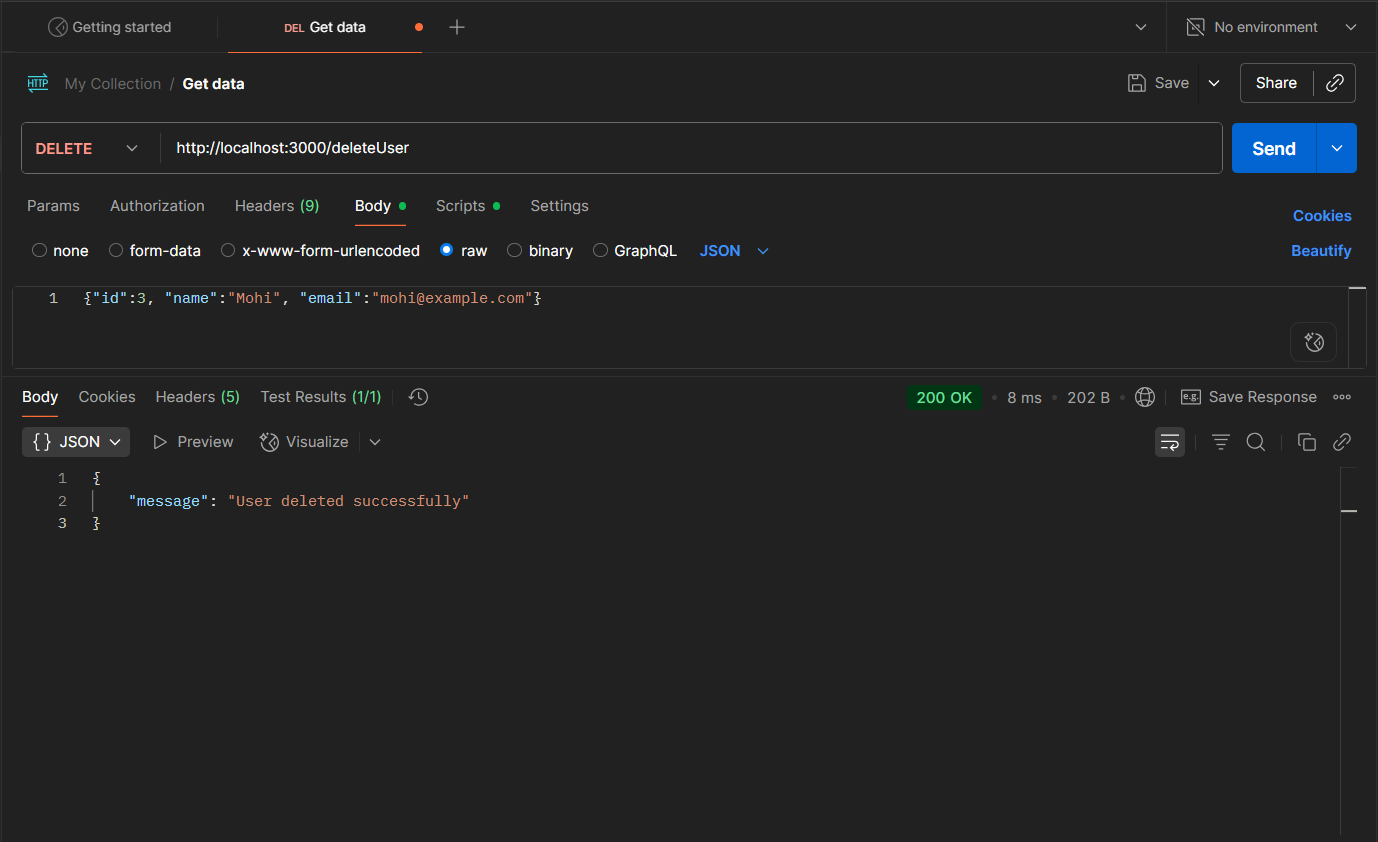 Getting started DEL Get data No environment
HTTP My Collection / Get data Save Share
DELETE http://localhost:3000/deleteUser Send
Params Authorization Headers (9) Body Scripts Settings Cookies
none form-data x-www-form-urlencoded raw binary GraphQL JSON Beautify
1 {"id":3, "name":"Mohi", "email":"mohi@example.com"}
Body Cookies Headers (5) Test Results (1/1) 200 OK • 8 ms • 202 B • e.g. Save Response
{} JSON Preview Visualize
1 {
2 "message": "User deleted successfully"
3 }